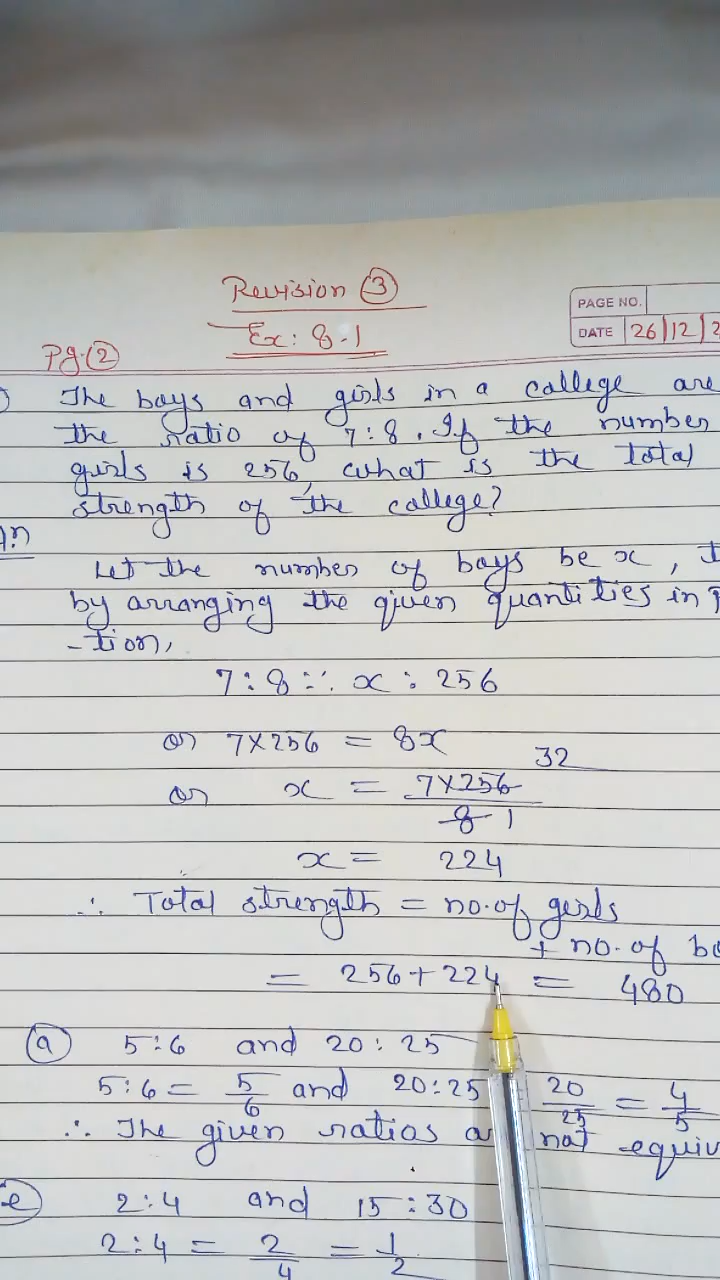 Revision ③
Ex: 8.1
PAGE NO.
DATE 26/12/2
Pg.②
The boys and girls in a college are
the ratio of 7:8. If the number
girls is 256, what is the total
strength of the college?
Let the number of boys be x,
by arranging the given quantities in
-tion,
7:8 :: x : 256
or 7×256 = 8x
32
or x = 7×256
8 1
x = 224
∴ Total strength = no. of girls
+ no. of bo
= 256+224 = 480
ⓐ 5:6 and 20:25
5:6 = 5/6 and 20:25 20/25 = 4/5
∴ The given ratios a not equiv
ⓔ 2:4 and 15:30
2:4 = 2/4 = 1/2